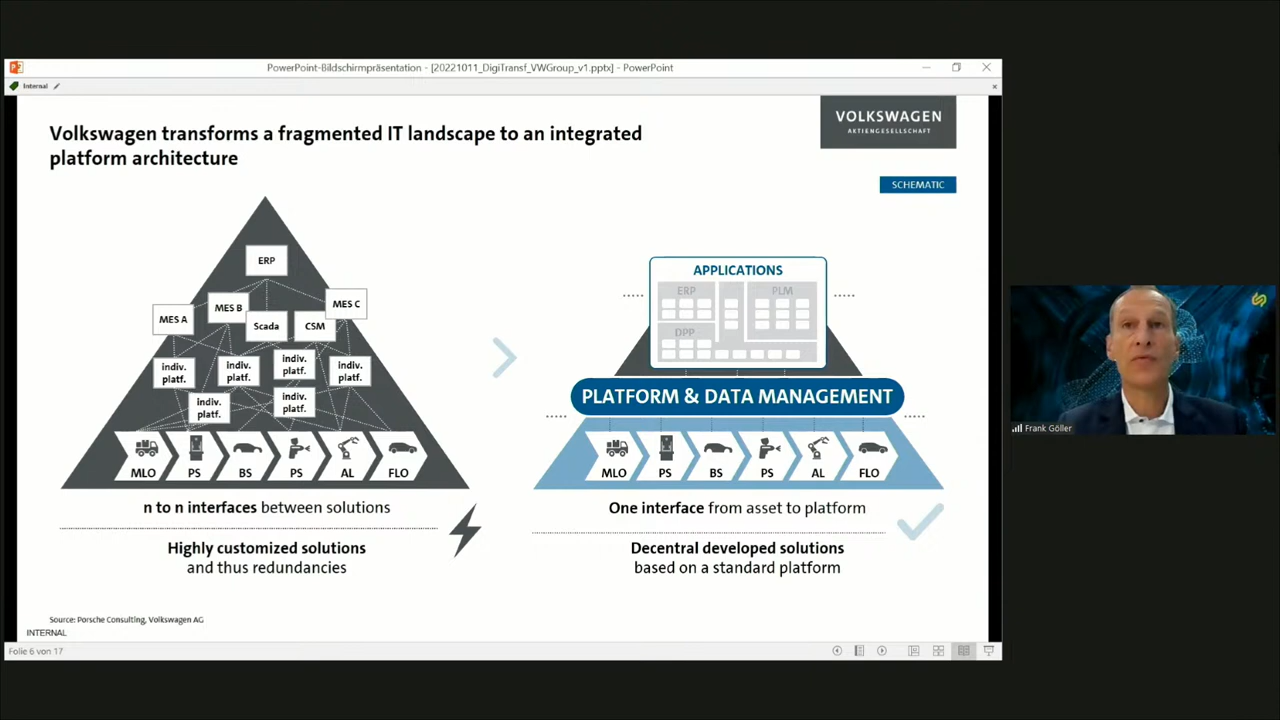 PowerPoint-Bildschirmpräsentation - [20221011_DigiTransf_VWGroup_v1.pptx] - PowerPoint
Internal
Volkswagen transforms a fragmented IT landscape to an integrated
platform architecture
VOLKSWAGEN
AKTIENGESELLSCHAFT
SCHEMATIC
ERP
MES A
MES B
MES C
Scada
CSM
indiv.
platf.
indiv.
platf.
indiv.
platf.
indiv.
platf.
indiv.
platf.
indiv.
platf.
MLO
PS
BS
PS
AL
FLO
n to n interfaces between solutions
Highly customized solutions
and thus redundancies
APPLICATIONS
ERP
PLM
DPP
PLATFORM & DATA MANAGEMENT
MLO
PS
BS
PS
AL
FLO
One interface from asset to platform
Decentral developed solutions
based on a standard platform
Source: Porsche Consulting, Volkswagen AG
INTERNAL
Folie 6 von 17
Frank Göller